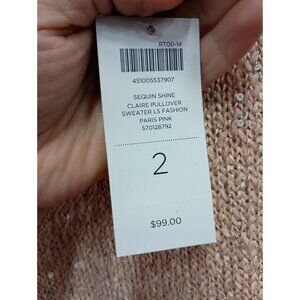 RT00-14
451005537907
SEQUIN SHINE
CLAIRE PULLOVER
SWEATER LS FASHION
PARIS PINK
570128792
2
$99.00